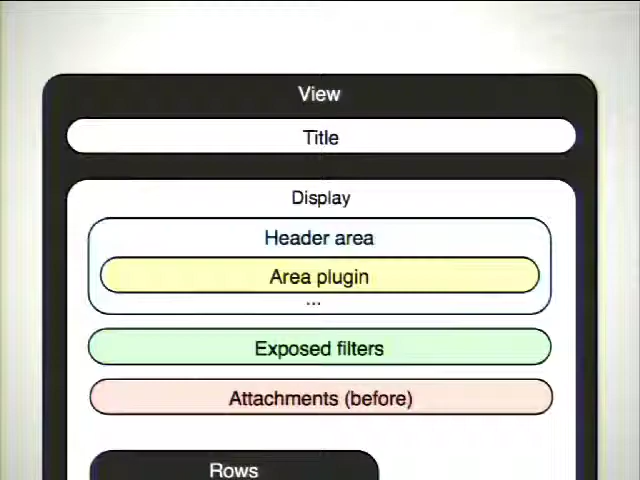 View
Title
Display
Header area
Area plugin
...
Exposed filters
Attachments (before)
Rows